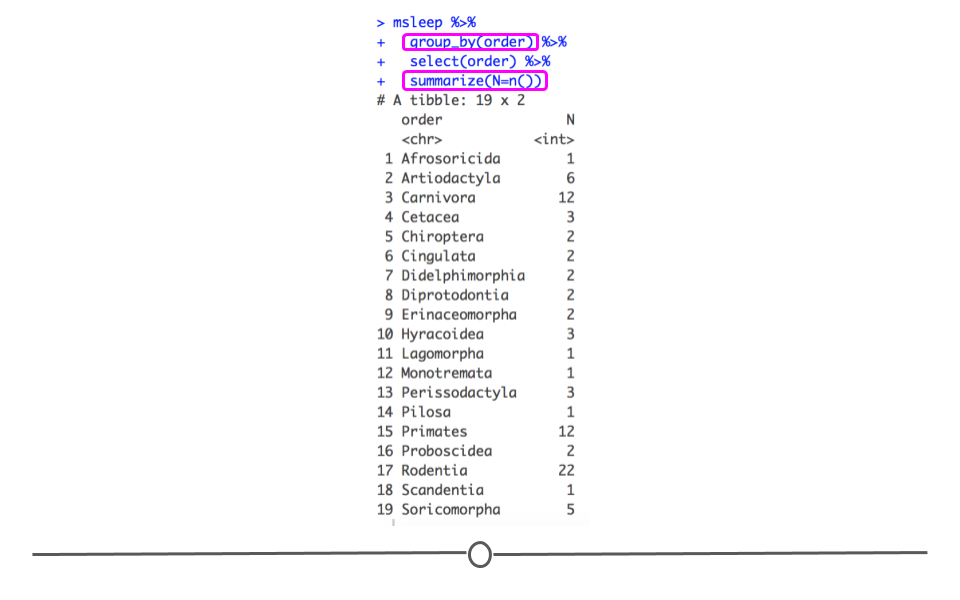 > msleep %>%
+   group_by(order) %>%
+   select(order) %>%
+   summarize(N=n())
# A tibble: 19 x 2
   order               N
   <chr>           <int>
 1 Afrosoricida        1
 2 Artiodactyla        6
 3 Carnivora          12
 4 Cetacea             3
 5 Chiroptera          2
 6 Cingulata           2
 7 Didelphimorphia     2
 8 Diprotodontia       2
 9 Erinaceomorpha      2
10 Hyracoidea          3
11 Lagomorpha          1
12 Monotremata         1
13 Perissodactyla      3
14 Pilosa              1
15 Primates           12
16 Proboscidea         2
17 Rodentia           22
18 Scandentia          1
19 Soricomorpha        5